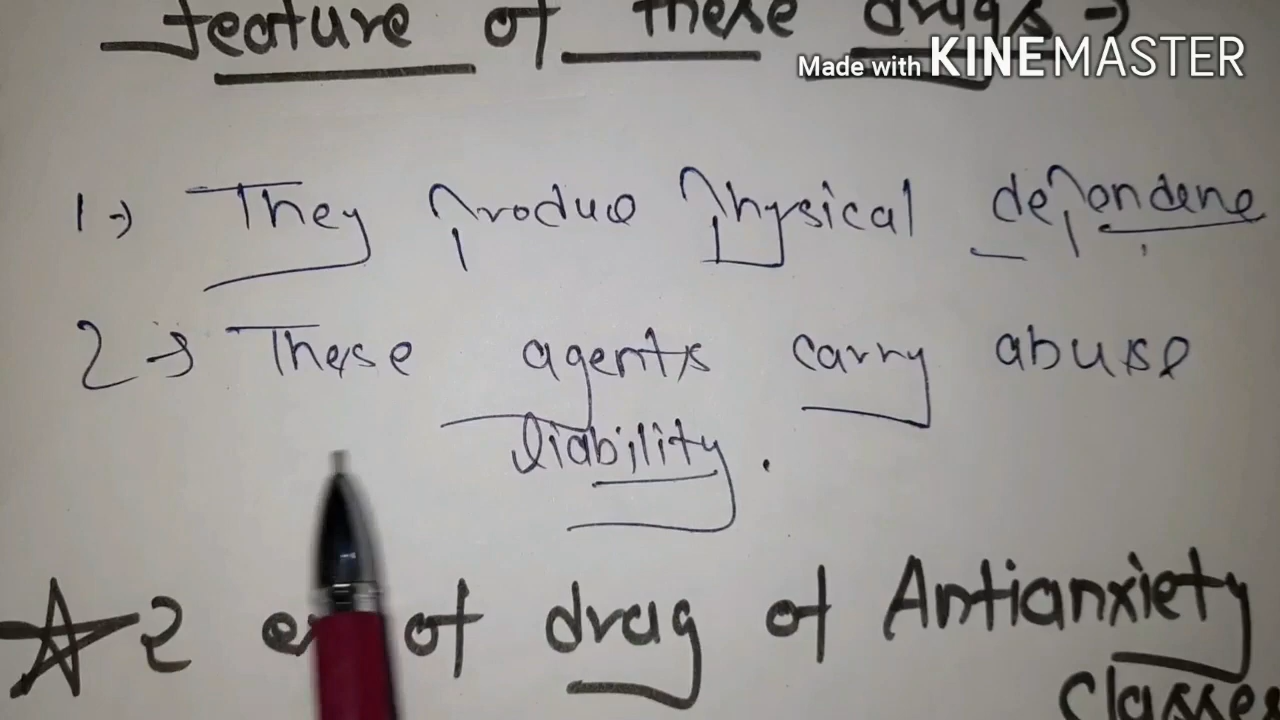 feature of these drugs →
Made with KINEMASTER
1→ They produce physical dependene
2→ These agents carry abuse
liability.
☆ 2 ex of drug of Antianxiety
Classes